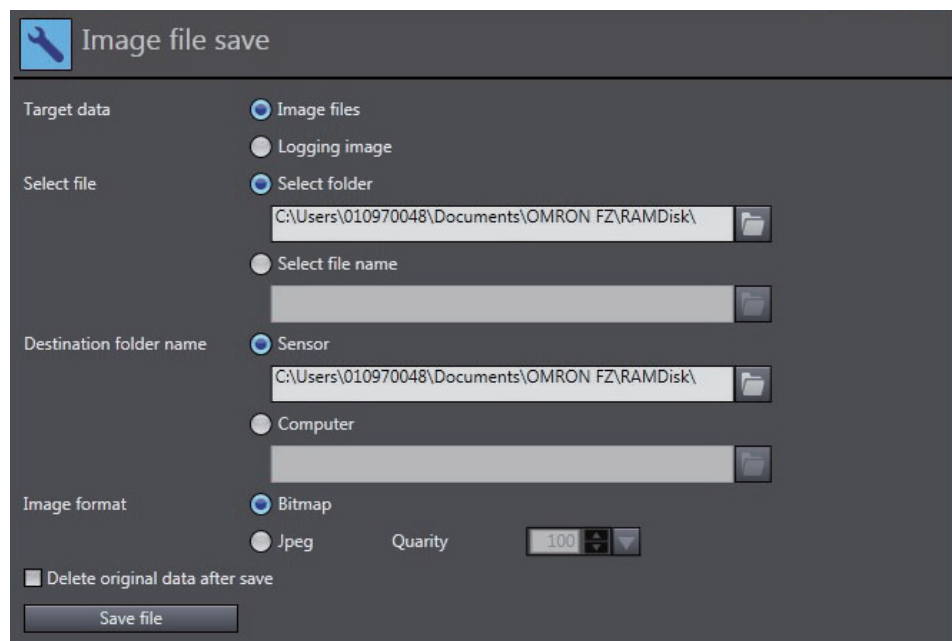 Image file save
Target data
Image files
Logging image
Select file
Select folder
C:\Users\010970048\Documents\OMRON FZ\RAMDisk\
Select file name
Destination folder name
Sensor
C:\Users\010970048\Documents\OMRON FZ\RAMDisk\
Computer
Image format
Bitmap
Jpeg Quarity 100
Delete original data after save
Save file